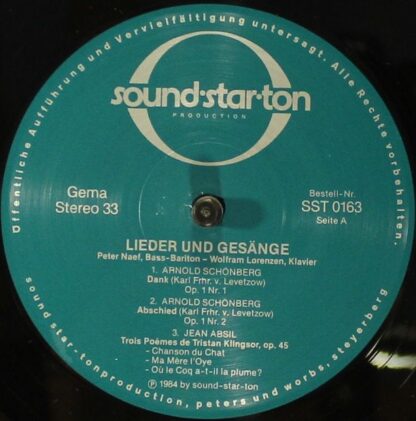 Öffentliche Aufführung und Vervielfältigung untersagt. Alle Rechte vorbehalten.
sound·star·ton
PRODUCTION
Gema
Stereo 33
Bestell-Nr.
SST 0163
Seite A
LIEDER UND GESÄNGE
Peter Naef, Bass-Bariton – Wolfram Lorenzen, Klavier
1. ARNOLD SCHÖNBERG
Dank (Karl Frhr. v. Levetzow)
Op. 1 Nr. 1
2. ARNOLD SCHÖNBERG
Abschied (Karl Frhr. v. Levetzow)
Op. 1 Nr. 2
3. JEAN ABSIL
Trois Poèmes de Tristan Klingsor, op. 45
- Chanson du Chat
- Ma Mère l'Oye
- Où le Coq a-t-il la plume?
℗ 1984 by sound-star-ton
sound star-tonproduction, peters und worbs, steyerberg